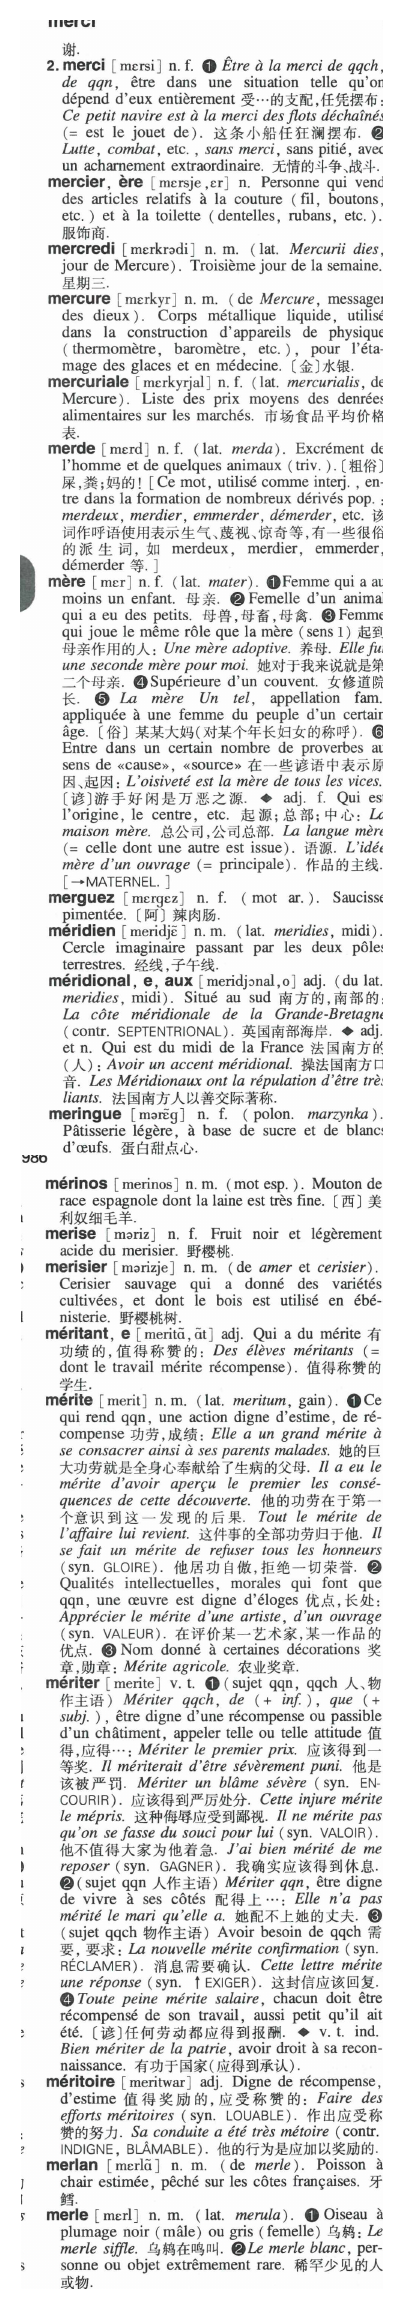 merci
谢.
2. merci [mɛrsi] n. f. ❶ Être à la merci de qqch,
de qqn, être dans une situation telle qu'on
dépend d'eux entièrement 受…的支配,任凭摆布:
Ce petit navire est à la merci des flots déchaînés
(= est le jouet de). 这条小船任狂澜摆布. ❷
Lutte, combat, etc., sans merci, sans pitié, avec
un acharnement extraordinaire. 无情的斗争、战斗.
mercier, ère [mɛrsje,ɛr] n. Personne qui vend
des articles relatifs à la couture (fil, boutons,
etc.) et à la toilette (dentelles, rubans, etc.).
服饰商.
mercredi [mɛrkrədi] n. m. (lat. Mercurii dies,
jour de Mercure). Troisième jour de la semaine.
星期三.
mercure [mɛrkyr] n. m. (de Mercure, messager
des dieux). Corps métallique liquide, utilisé
dans la construction d'appareils de physique
(thermomètre, baromètre, etc.), pour l'éta-
mage des glaces et en médecine. 〔金〕水银.
mercuriale [mɛrkyrjal] n. f. (lat. mercurialis, de
Mercure). Liste des prix moyens des denrées
alimentaires sur les marchés. 市场食品平均价格
表.
merde [mɛrd] n. f. (lat. merda). Excrément de
l'homme et de quelques animaux (triv.).〔粗俗〕
屎,粪;妈的! [Ce mot, utilisé comme interj., en-
tre dans la formation de nombreux dérivés pop. :
merdeux, merdier, emmerder, démerder, etc. 该
词作呼语使用表示生气、蔑视、惊奇等,有一些很俗
的派生词, 如 merdeux, merdier, emmerder,
démerder 等.]
mère [mɛr] n. f. (lat. mater). ❶Femme qui a au
moins un enfant. 母亲. ❷ Femelle d'un animal
qui a eu des petits. 母兽,母畜,母禽. ❸ Femme
qui joue le même rôle que la mère (sens 1) 起到
母亲作用的人: Une mère adoptive. 养母. Elle fut
une seconde mère pour moi. 她对于我来说就是第
二个母亲. ❹Supérieure d'un couvent. 女修道院
长. ❺ La mère Un tel, appellation fam.
appliquée à une femme du peuple d'un certain
âge. 〔俗〕某某大妈(对某个年长妇女的称呼). ❻
Entre dans un certain nombre de proverbes au
sens de «cause», «source» 在一些谚语中表示原
因、起因: L'oisiveté est la mère de tous les vices.
〔谚〕游手好闲是万恶之源. ◆ adj. f. Qui est
l'origine, le centre, etc. 起源;总部;中心: La
maison mère. 总公司,公司总部. La langue mère
(= celle dont une autre est issue). 语源. L'idée
mère d'un ouvrage (= principale). 作品的主线.
[→MATERNEL.]
merguez [mɛrgɛz] n. f. (mot ar.). Saucisse
pimentée. 〔阿〕辣肉肠.
méridien [meridjɛ̃] n. m. (lat. meridies, midi).
Cercle imaginaire passant par les deux pôles
terrestres. 经线,子午线.
méridional, e, aux [meridjɔnal,o] adj. (du lat.
meridies, midi). Situé au sud 南方的,南部的:
La côte méridionale de la Grande-Bretagne
(contr. SEPTENTRIONAL). 英国南部海岸. ◆ adj.
et n. Qui est du midi de la France 法国南方的
(人): Avoir un accent méridional. 操法国南方口
音. Les Méridionaux ont la répulation d'être très
liants. 法国南方人以善交际著称.
meringue [mərɛ̃g] n. f. (polon. marzynka).
Pâtisserie légère, à base de sucre et de blancs
d'œufs. 蛋白甜点心.
986
mérinos [merinos] n. m. (mot esp.). Mouton de
race espagnole dont la laine est très fine. 〔西〕美
利奴细毛羊.
merise [məriz] n. f. Fruit noir et légèrement
acide du merisier. 野樱桃.
merisier [mərizje] n. m. (de amer et cerisier).
Cerisier sauvage qui a donné des variétés
cultivées, et dont le bois est utilisé en ébé-
nisterie. 野樱桃树.
méritant, e [meritɑ̃,ɑ̃t] adj. Qui a du mérite 有
功绩的,值得称赞的: Des élèves méritants (=
dont le travail mérite récompense). 值得称赞的
学生.
mérite [merit] n. m. (lat. meritum, gain). ❶Ce
qui rend qqn, une action digne d'estime, de ré-
compense 功劳,成绩: Elle a un grand mérite à
se consacrer ainsi à ses parents malades. 她的巨
大功劳就是全身心奉献给了生病的父母. Il a eu le
mérite d'avoir aperçu le premier les consé-
quences de cette découverte. 他的功劳在于第一
个意识到这一发现的后果. Tout le mérite de
l'affaire lui revient. 这件事的全部功劳归于他. Il
se fait un mérite de refuser tous les honneurs
(syn. GLOIRE). 他居功自傲,拒绝一切荣誉. ❷
Qualités intellectuelles, morales qui font que
qqn, une œuvre est digne d'éloges 优点,长处:
Apprécier le mérite d'une artiste, d'un ouvrage
(syn. VALEUR). 在评价某一艺术家,某一作品的
优点. ❸ Nom donné à certaines décorations 奖
章,勋章: Mérite agricole. 农业奖章.
mériter [merite] v. t. ❶(sujet qqn, qqch 人、物
作主语) Mériter qqch, de (+ inf.), que (+
subj.), être digne d'une récompense ou passible
d'un châtiment, appeler telle ou telle attitude 值
得,应得…: Mériter le premier prix. 应该得到一
等奖. Il mériterait d'être sévèrement puni. 他是
该被严罚. Mériter un blâme sévère (syn. EN-
COURIR). 应该得到严厉处分. Cette injure mérite
le mépris. 这种侮辱应受到鄙视. Il ne mérite pas
qu'on se fasse du souci pour lui (syn. VALOIR).
他不值得大家为他着急. J'ai bien mérité de me
reposer (syn. GAGNER). 我确实应该得到休息.
❷(sujet qqn 人作主语) Mériter qqn, être digne
de vivre à ses côtés 配得上…: Elle n'a pas
mérité le mari qu'elle a. 她配不上她的丈夫. ❸
(sujet qqch 物作主语) Avoir besoin de qqch 需
要,要求: La nouvelle mérite confirmation (syn.
RÉCLAMER). 消息需要确认. Cette lettre mérite
une réponse (syn. ↑EXIGER). 这封信应该回复.
❹Toute peine mérite salaire, chacun doit être
récompensé de son travail, aussi petit qu'il ait
été. 〔谚〕任何劳动都应得到报酬. ◆ v. t. ind.
Bien mériter de la patrie, avoir droit à sa recon-
naissance. 有功于国家(应得到承认).
méritoire [meritwar] adj. Digne de récompense,
d'estime 值得奖励的,应受称赞的: Faire des
efforts méritoires (syn. LOUABLE). 作出应受称
赞的努力. Sa conduite a été très métoire (contr.
INDIGNE, BLÂMABLE). 他的行为是应加以奖励的.
merlan [mɛrlɑ̃] n. m. (de merle). Poisson à
chair estimée, pêché sur les côtes françaises. 牙
鳕.
merle [mɛrl] n. m. (lat. merula). ❶ Oiseau à
plumage noir (mâle) ou gris (femelle) 乌鸫: Le
merle siffle. 乌鸫在鸣叫. ❷Le merle blanc, per-
sonne ou objet extrêmement rare. 稀罕少见的人
或物.